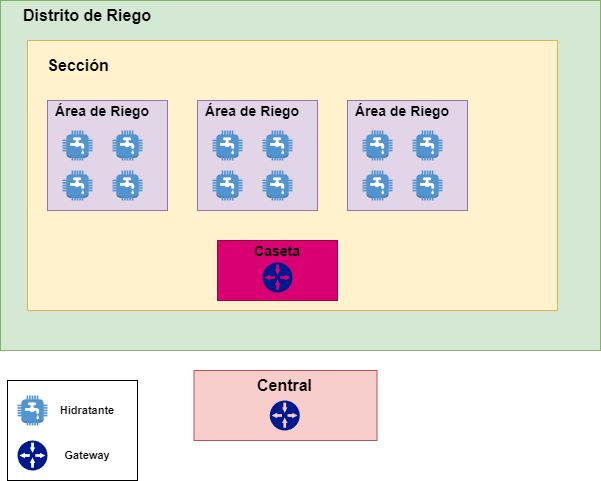 Distrito de Riego
Sección
Área de Riego
Área de Riego
Área de Riego
Caseta
Central
Hidratante
Gateway